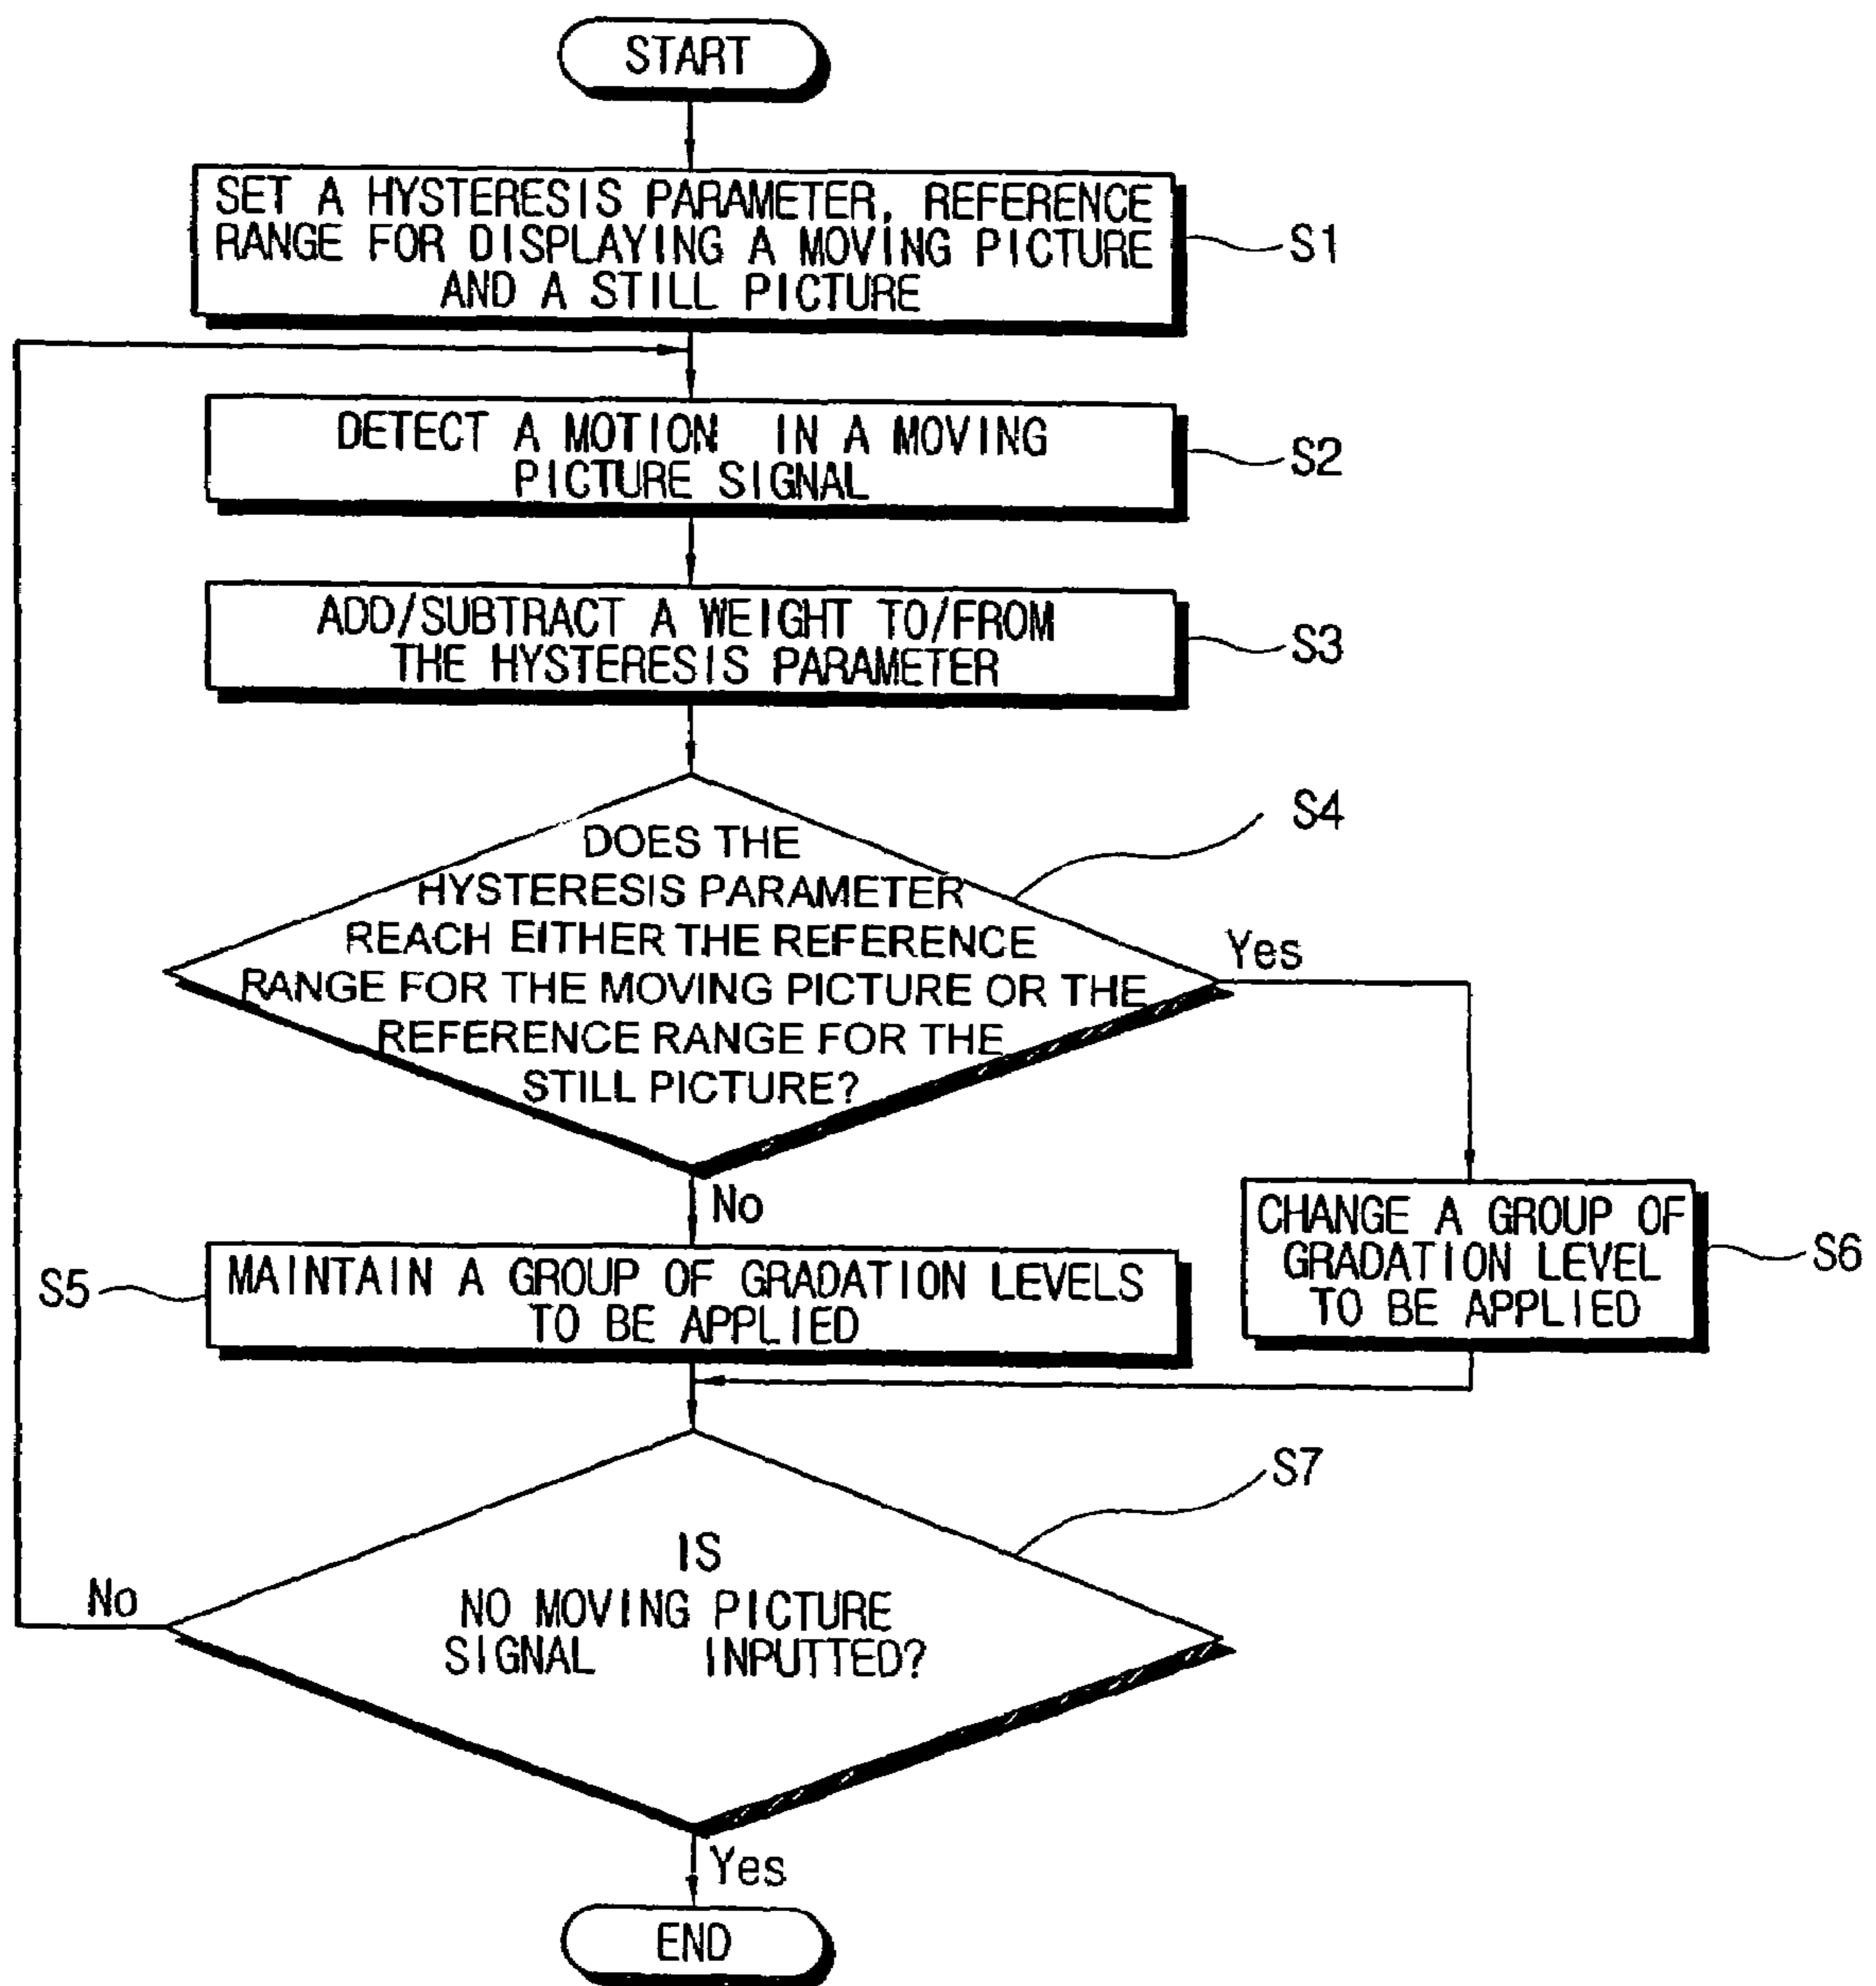 START
SET A HYSTERESIS PARAMETER, REFERENCE
RANGE FOR DISPLAYING A MOVING PICTURE
AND A STILL PICTURE
S1
DETECT A MOTION IN A MOVING
PICTURE SIGNAL
S2
ADD/SUBTRACT A WEIGHT TO/FROM
THE HYSTERESIS PARAMETER
S3
DOES THE
HYSTERESIS PARAMETER
REACH EITHER THE REFERENCE
RANGE FOR THE MOVING PICTURE OR THE
REFERENCE RANGE FOR THE
STILL PICTURE?
S4
Yes
No
MAINTAIN A GROUP OF GRADATION LEVELS
TO BE APPLIED
S5
CHANGE A GROUP OF
GRADATION LEVEL
TO BE APPLIED
S6
IS
NO MOVING PICTURE
SIGNAL INPUTTED?
S7
No
Yes
END